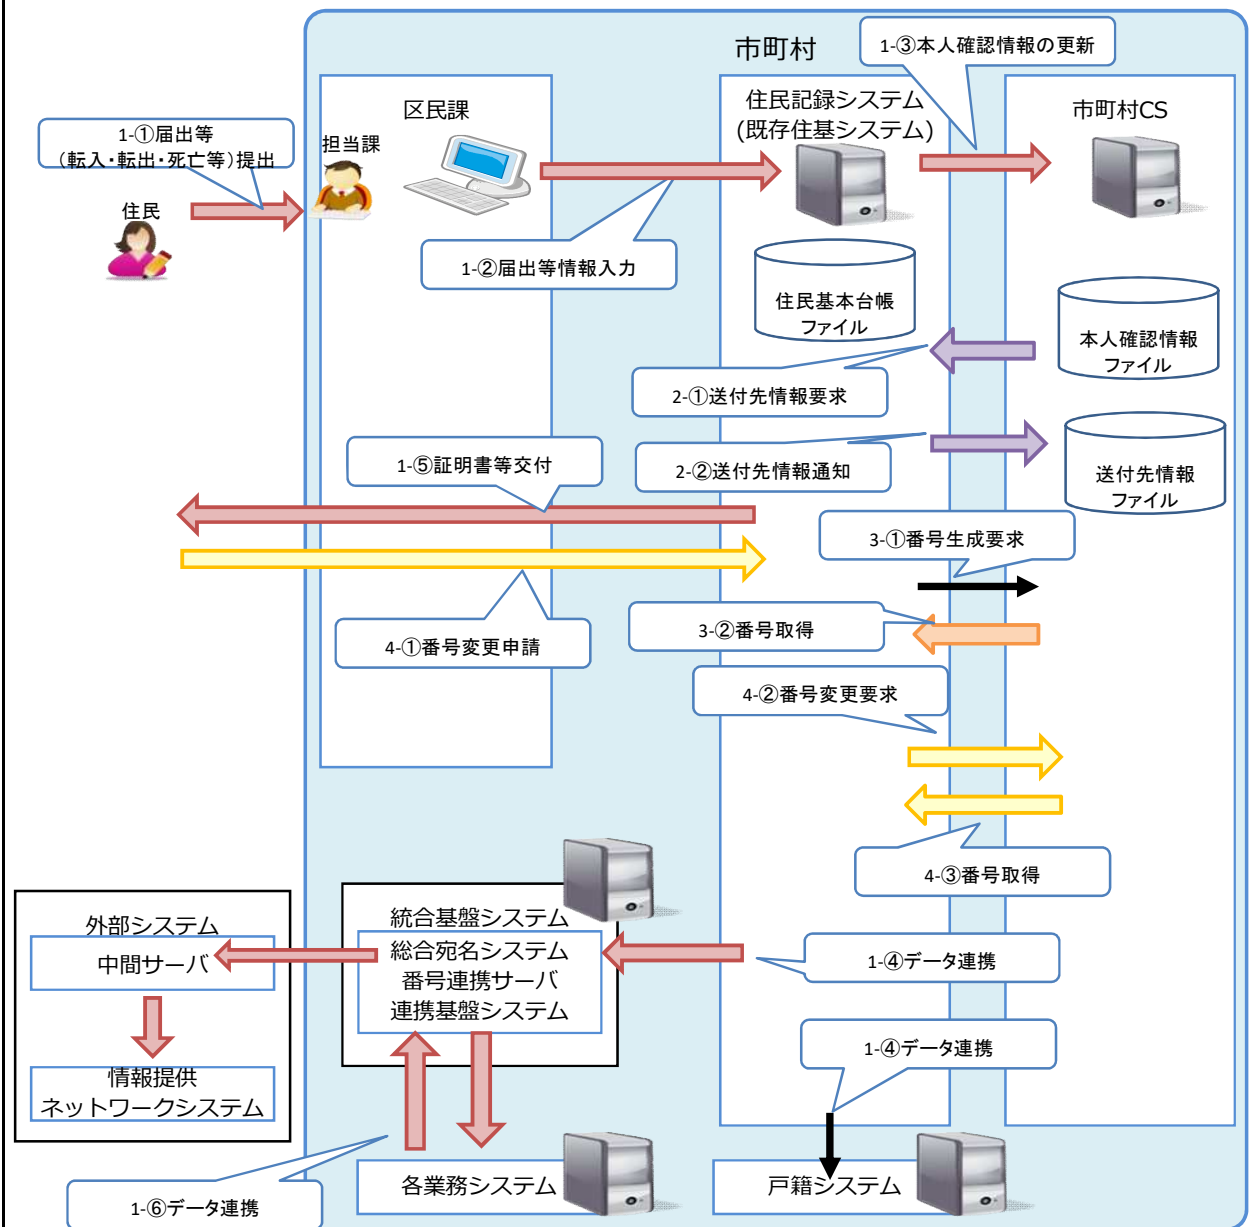 市町村
1-③本人確認情報の更新
1-①届出等
（転入・転出・死亡等）提出
区民課
担当課
住民記録システム
(既存住基システム)
市町村CS
住民
1-②届出等情報入力
住民基本台帳
ファイル
本人確認情報
ファイル
2-①送付先情報要求
1-⑤証明書等交付
2-②送付先情報通知
送付先情報
ファイル
3-①番号生成要求
4-①番号変更申請
3-②番号取得
4-②番号変更要求
4-③番号取得
外部システム
中間サーバ
統合基盤システム
総合宛名システム
番号連携サーバ
連携基盤システム
1-④データ連携
1-④データ連携
情報提供
ネットワークシステム
各業務システム
戸籍システム
1-⑥データ連携